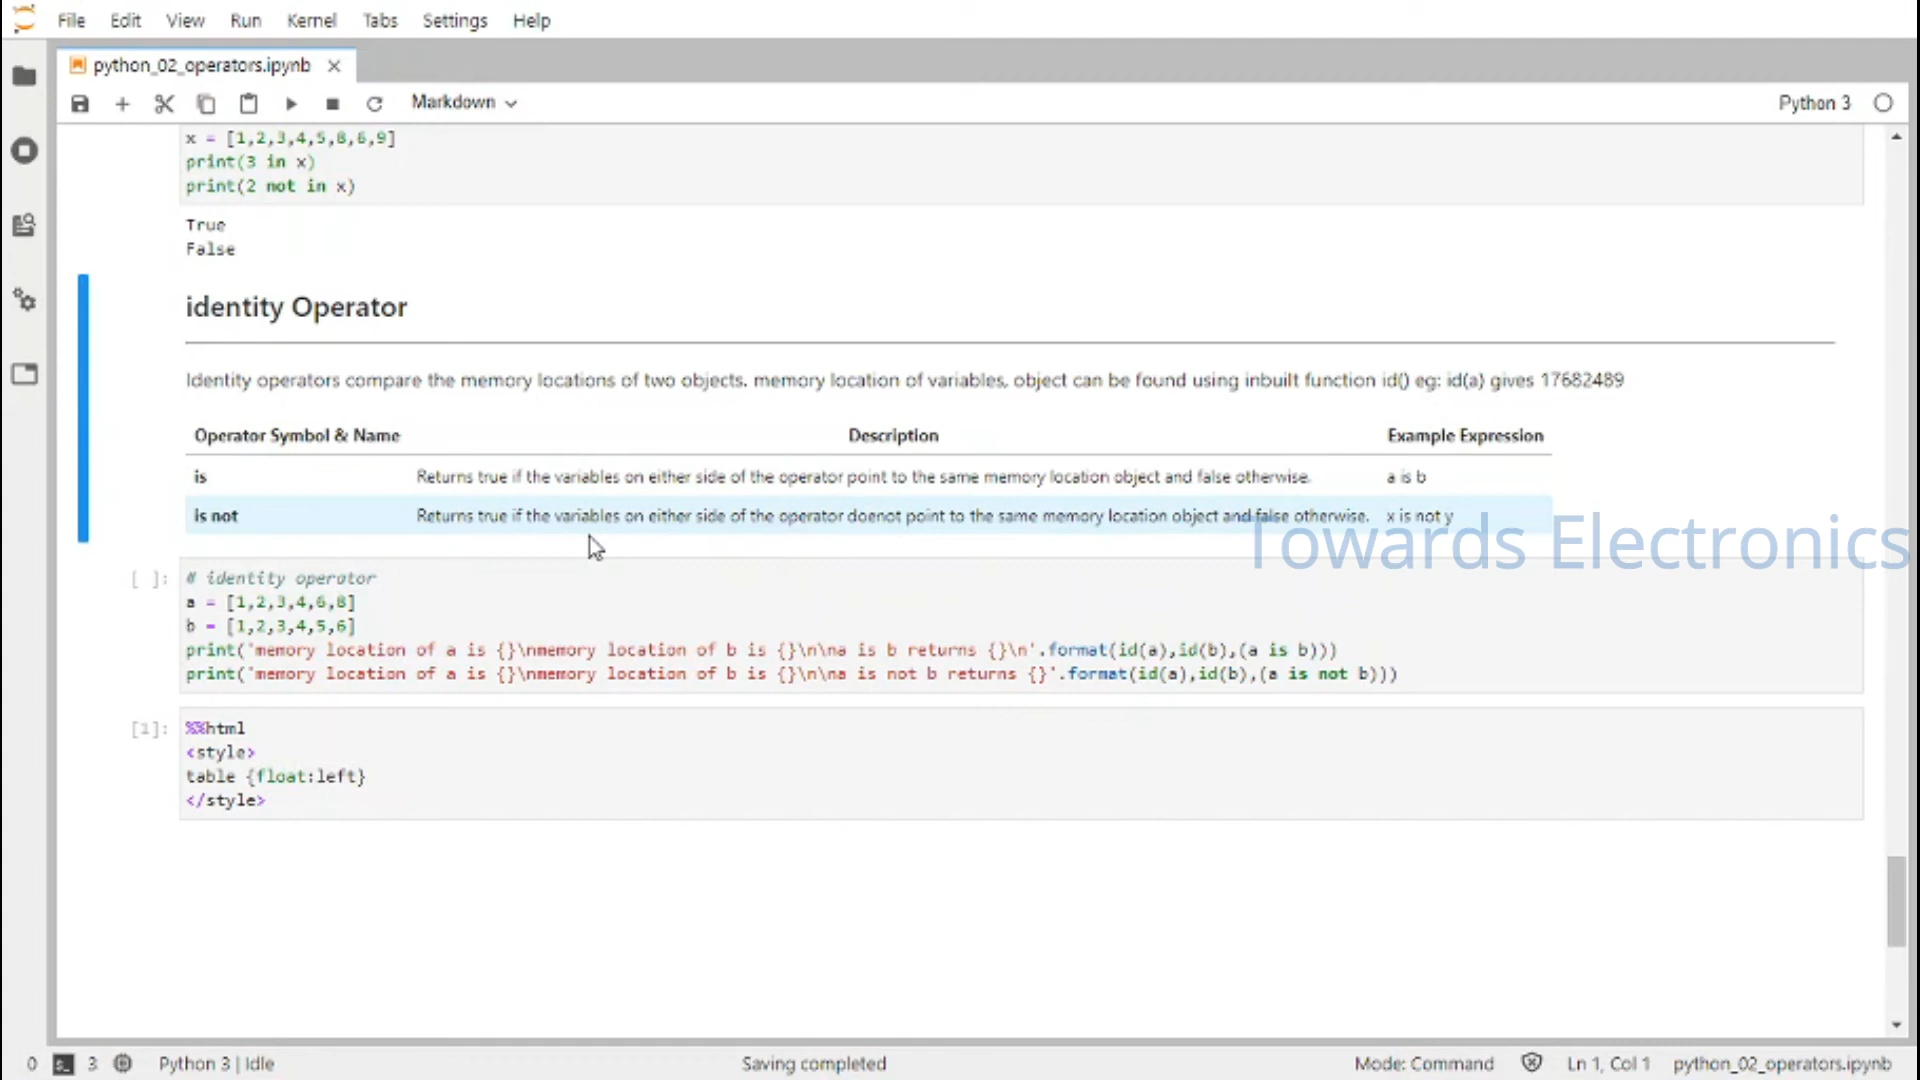 File Edit View Run Kernel Tabs Settings Help
python_02_operators.ipynb
Markdown
Python 3
x = [1,2,3,4,5,8,6,9]
print(3 in x)
print(2 not in x)
True
False
identity Operator
Identity operators compare the memory locations of two objects. memory location of variables, object can be found using inbuilt function id() eg: id(a) gives 17682489
Operator Symbol & Name Description Example Expression
is Returns true if the variables on either side of the operator point to the same memory location object and false otherwise. a is b
is not Returns true if the variables on either side of the operator doenot point to the same memory location object and false otherwise. x is not y
Towards Electronics
[ ]: # identity operator
a = [1,2,3,4,6,8]
b = [1,2,3,4,5,6]
print('memory location of a is {}\nmemory location of b is {}\n\na is b returns {}\n'.format(id(a),id(b),(a is b)))
print('memory location of a is {}\nmemory location of b is {}\n\na is not b returns {}'.format(id(a),id(b),(a is not b)))
[1]: %%html
<style>
table {float:left}
</style>
0 3 Python 3 | Idle Saving completed Mode: Command Ln 1, Col 1 python_02_operators.ipynb